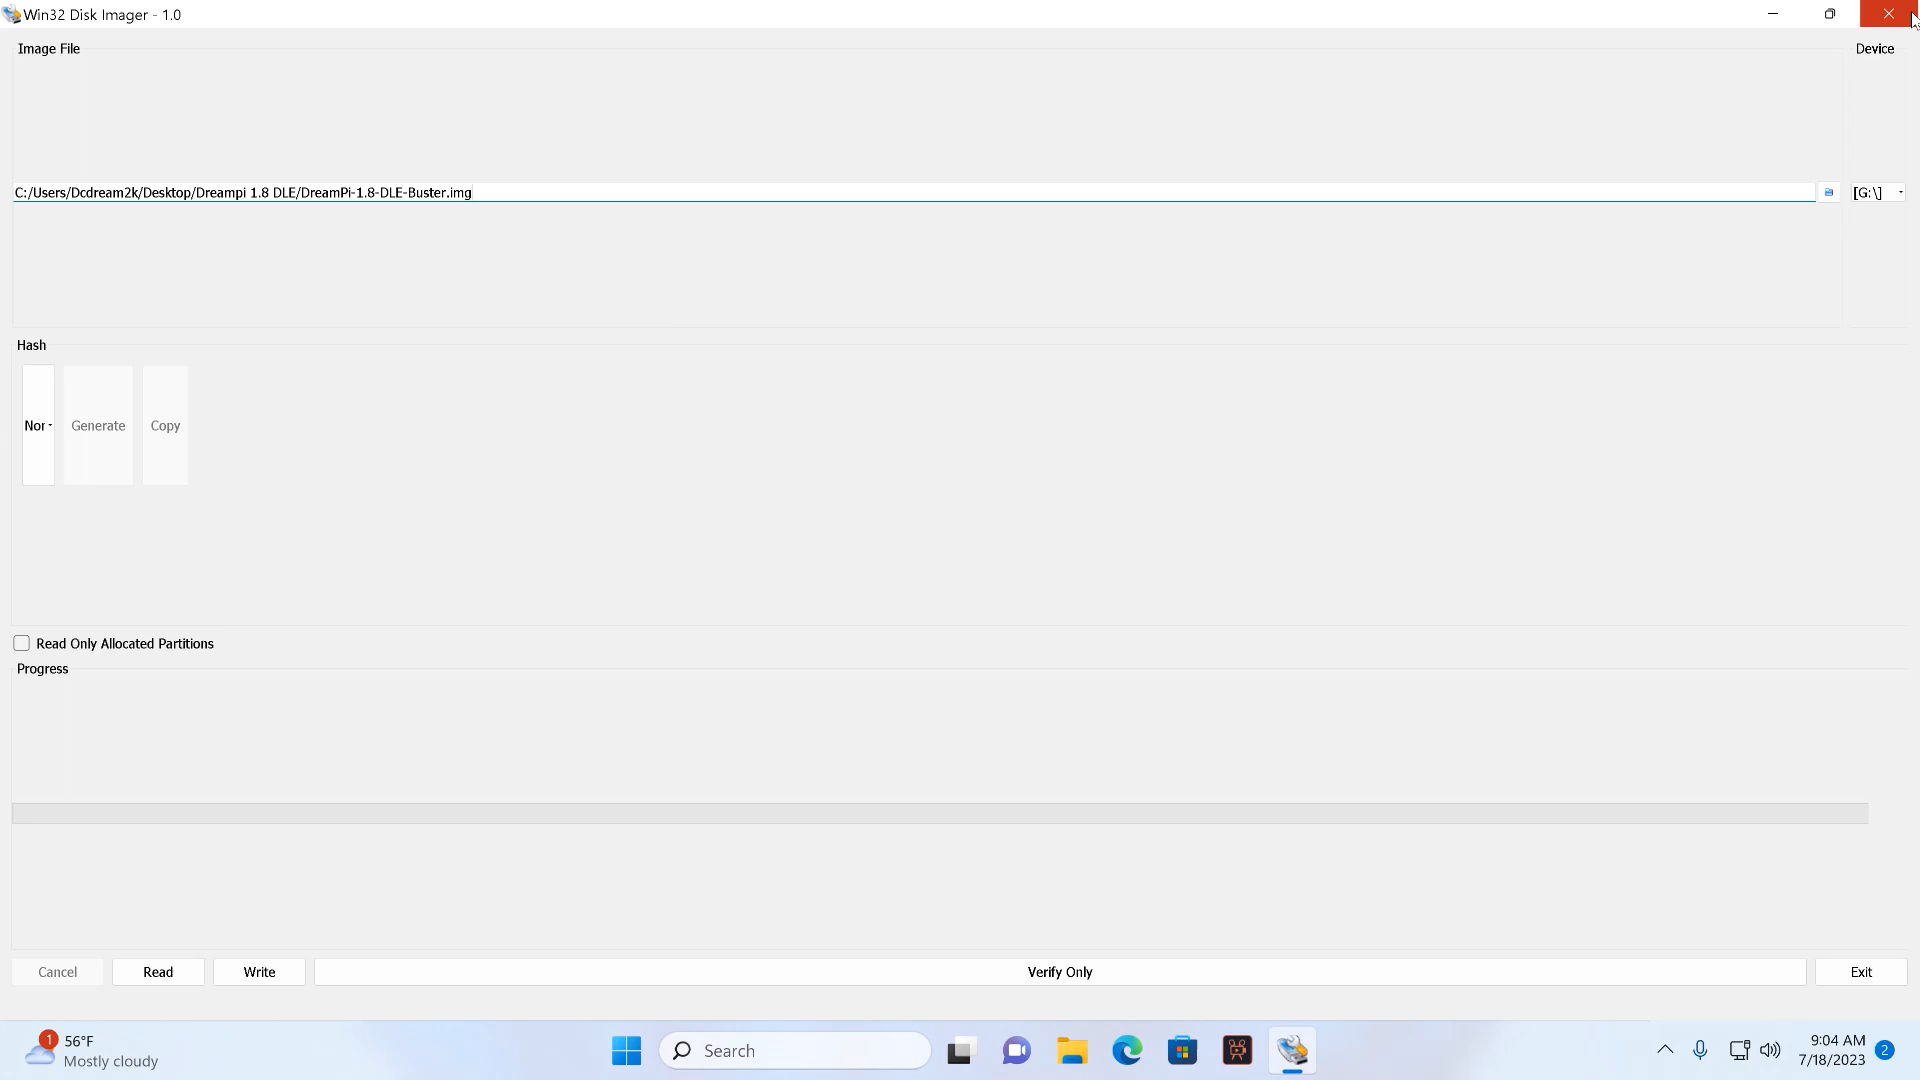 Win32 Disk Imager - 1.0
Image File
Device
C:/Users/Dcdream2k/Desktop/Dreampi 1.8 DLE/DreamPi-1.8-DLE-Buster.img
[G:\]
Hash
Nor
Generate
Copy
Read Only Allocated Partitions
Progress
Cancel
Read
Write
Verify Only
Exit
1
56°F
Mostly cloudy
Search
9:04 AM
7/18/2023
2